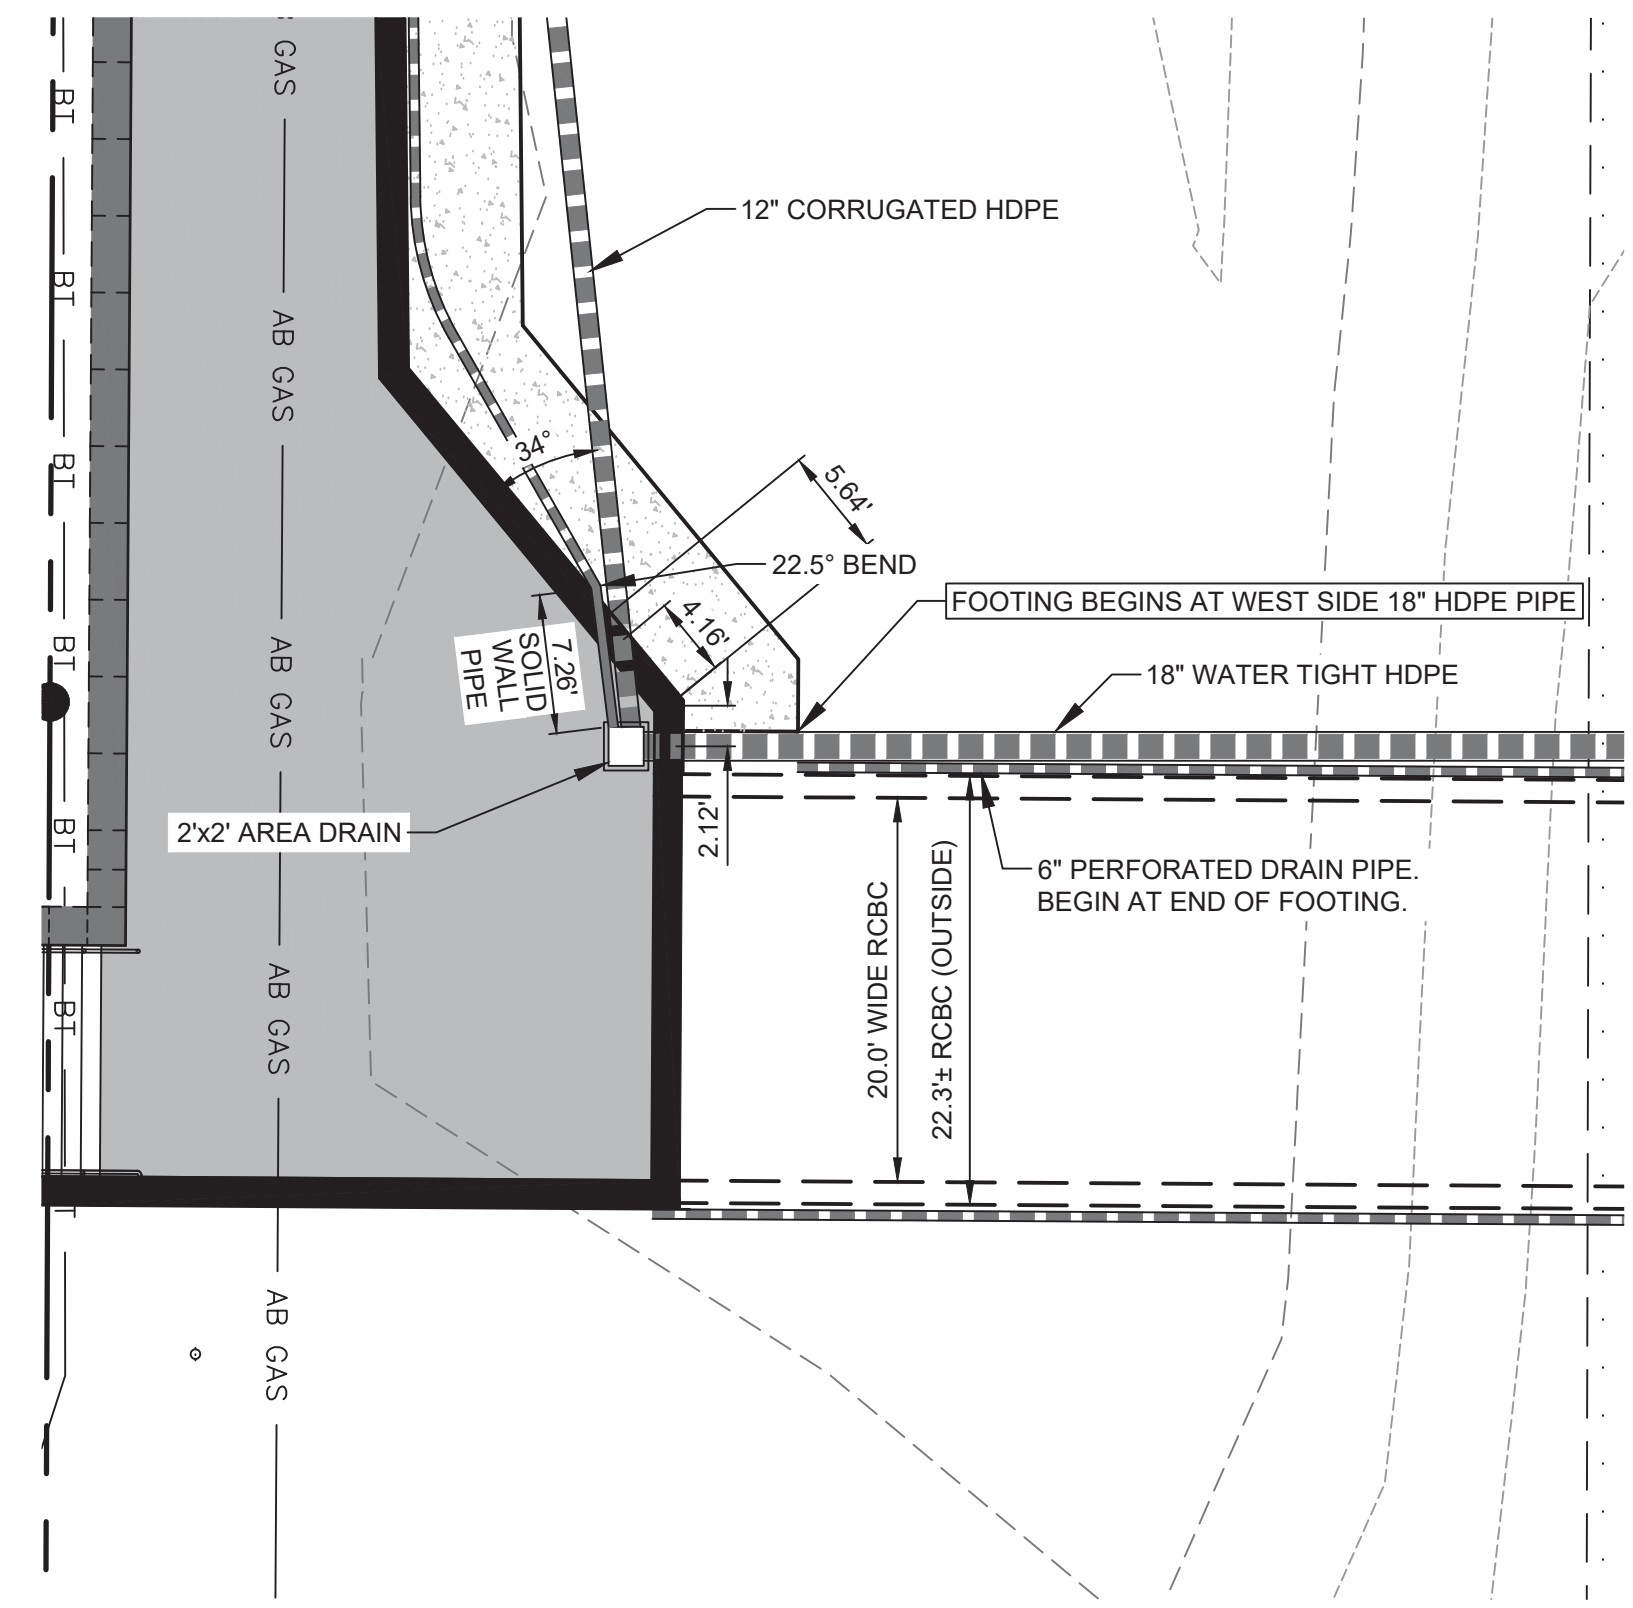 GAS
BT
12" CORRUGATED HDPE
BT
AB GAS
34°
BT
5.64'
22.5° BEND
FOOTING BEGINS AT WEST SIDE 18" HDPE PIPE
4.16'
7.26'
SOLID
WALL
PIPE
BT
AB GAS
18" WATER TIGHT HDPE
2'x2' AREA DRAIN
BT
2.12'
6" PERFORATED DRAIN PIPE.
BEGIN AT END OF FOOTING.
20.0' WIDE RCBC
22.3'± RCBC (OUTSIDE)
AB GAS
BT
AB GAS